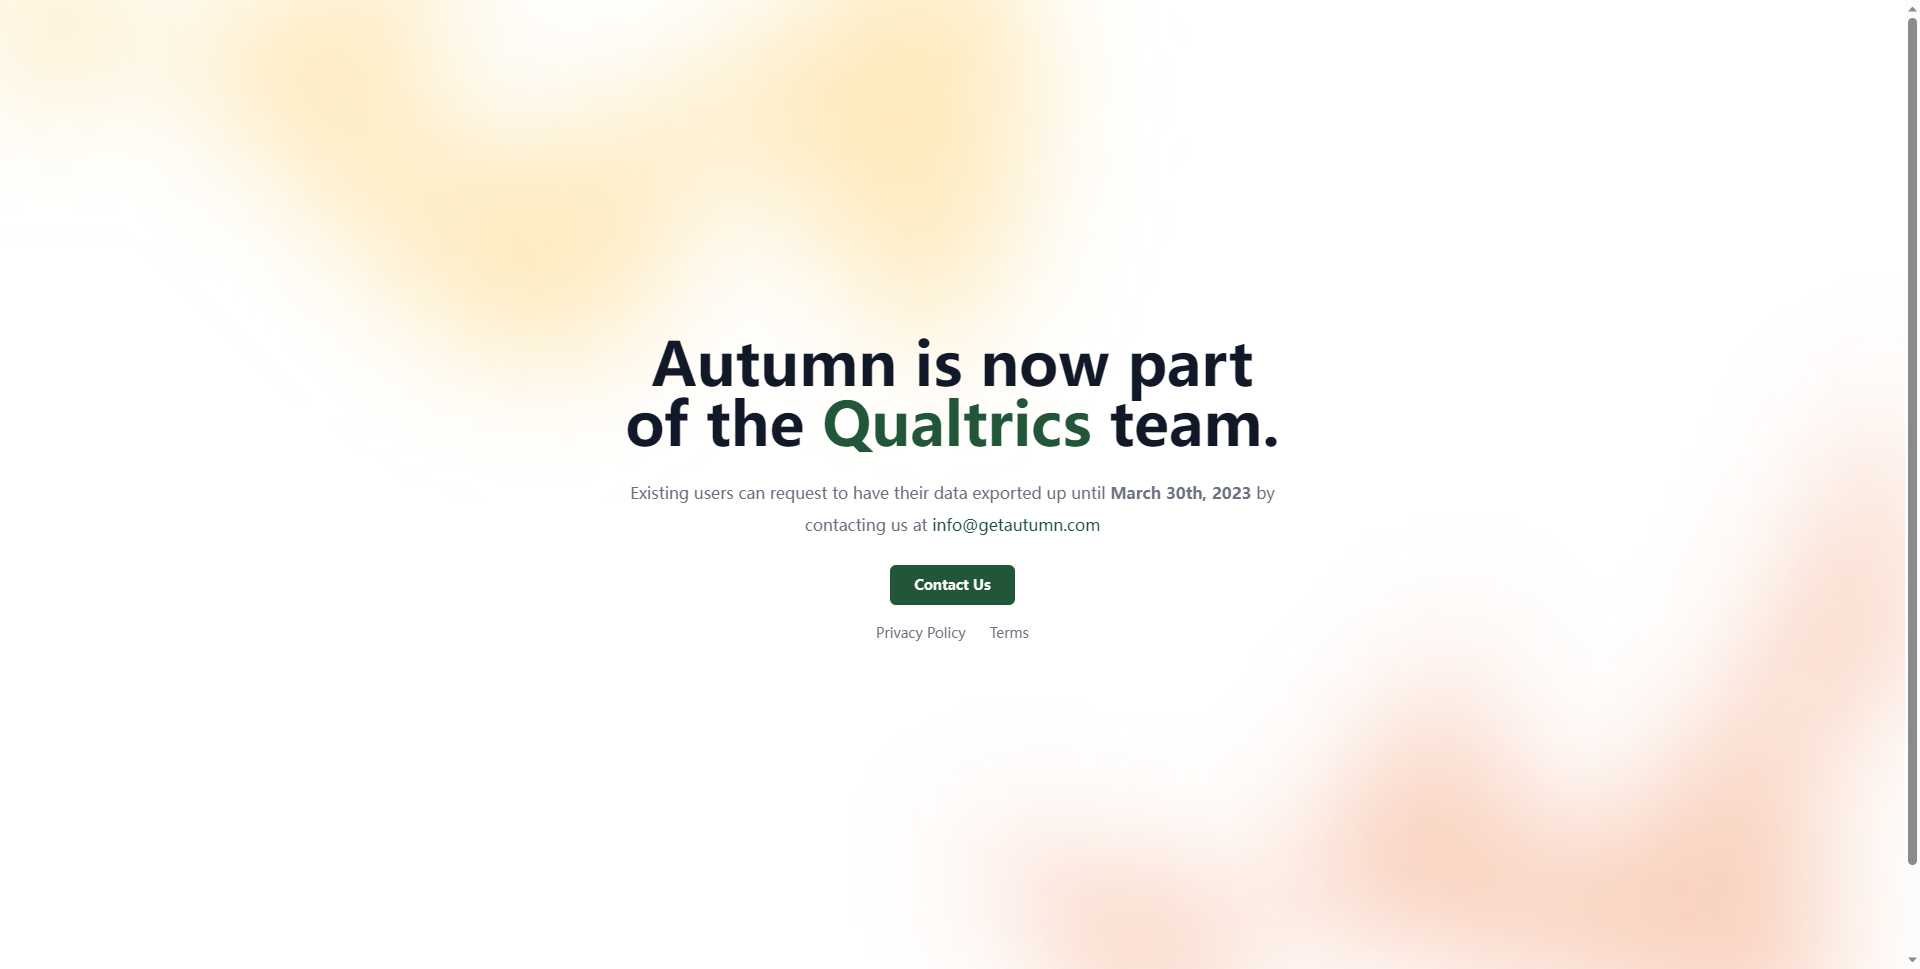 Autumn is now part
of the Qualtrics team.
Existing users can request to have their data exported up until March 30th, 2023 by
contacting us at info@getautumn.com
Contact Us
Privacy Policy Terms